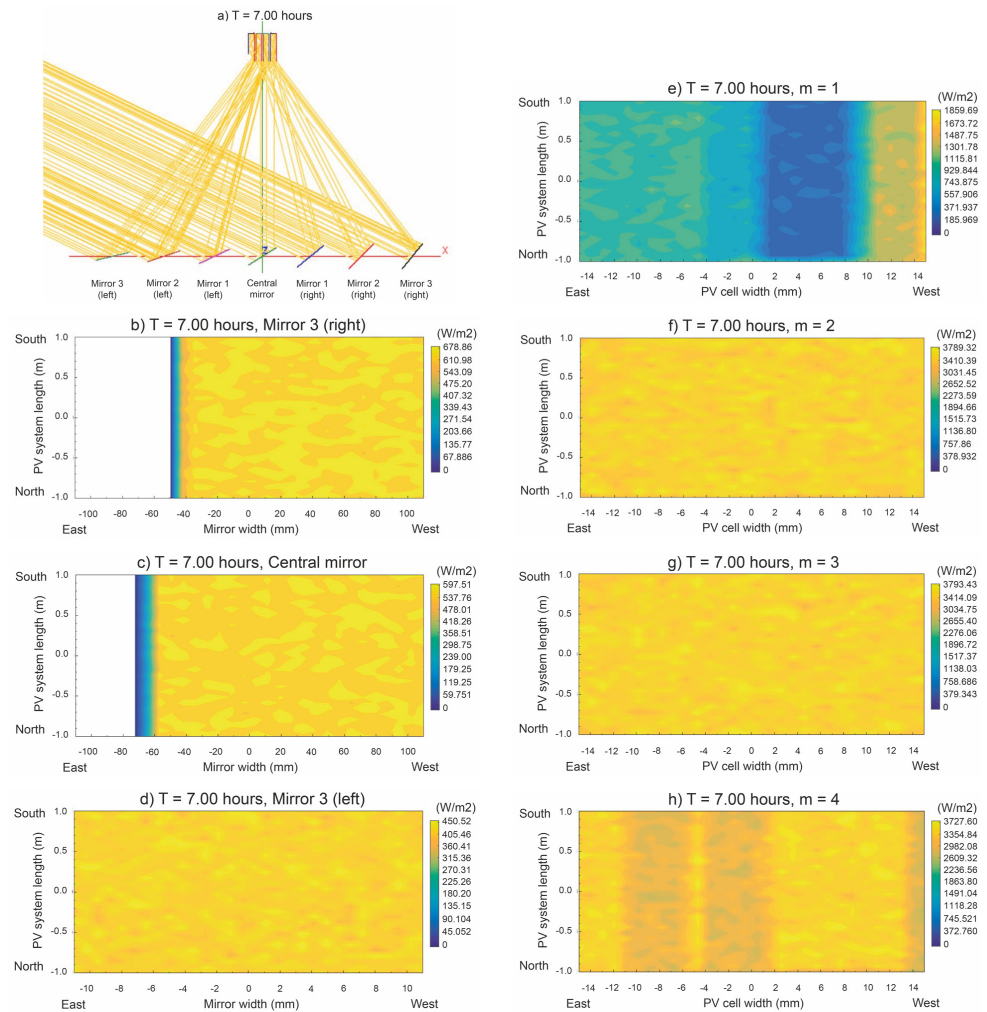 a) T = 7.00 hours
Z
X
Mirror 3 (left)
Mirror 2 (left)
Mirror 1 (left)
Central mirror
Mirror 1 (right)
Mirror 2 (right)
Mirror 3 (right)
b) T = 7.00 hours, Mirror 3 (right)
(W/m2)
South
North
PV system length (m)
1.0
0.5
0.0
-0.5
-1.0
678.86
610.98
543.09
475.20
407.32
339.43
271.54
203.66
135.77
67.886
0
-100 -80 -60 -40 -20 0 20 40 60 80 100
East Mirror width (mm) West
c) T = 7.00 hours, Central mirror
(W/m2)
South
North
PV system length (m)
1.0
0.5
0.0
-0.5
-1.0
597.51
537.76
478.01
418.26
358.51
298.75
239.00
179.25
119.25
59.751
0
-100 -80 -60 -40 -20 0 20 40 60 80 100
East Mirror width (mm) West
d) T = 7.00 hours, Mirror 3 (left)
(W/m2)
South
North
PV system length (m)
1.0
0.5
0.0
-0.5
-1.0
450.52
405.46
360.41
315.36
270.31
225.26
180.20
135.15
90.104
45.052
0
-10 -8 -6 -4 -2 0 2 4 6 8 10
East Mirror width (mm) West
e) T = 7.00 hours, m = 1
(W/m2)
South
North
PV system length (m)
1.0
0.5
0.0
-0.5
-1.0
1859.69
1673.72
1487.75
1301.78
1115.81
929.844
743.875
557.906
371.937
185.969
0
-14 -12 -10 -8 -6 -4 -2 0 2 4 6 8 10 12 14
East PV cell width (mm) West
f) T = 7.00 hours, m = 2
(W/m2)
South
North
PV system length (m)
1.0
0.5
0.0
-0.5
-1.0
3789.32
3410.39
3031.45
2652.52
2273.59
1894.66
1515.73
1136.80
757.86
378.932
0
-14 -12 -10 -8 -6 -4 -2 0 2 4 6 8 10 12 14
East PV cell width (mm) West
g) T = 7.00 hours, m = 3
(W/m2)
South
North
PV system length (m)
1.0
0.5
0.0
-0.5
-1.0
3793.43
3414.09
3034.75
2655.40
2276.06
1896.72
1517.37
1138.03
758.686
379.343
0
-14 -12 -10 -8 -6 -4 -2 0 2 4 6 8 10 12 14
East PV cell width (mm) West
h) T = 7.00 hours, m = 4
(W/m2)
South
North
PV system length (m)
1.0
0.5
0.0
-0.5
-1.0
3727.60
3354.84
2982.08
2609.32
2236.56
1863.80
1491.04
1118.28
745.521
372.760
0
-14 -12 -10 -8 -6 -4 -2 0 2 4 6 8 10 12 14
East PV cell width (mm) West